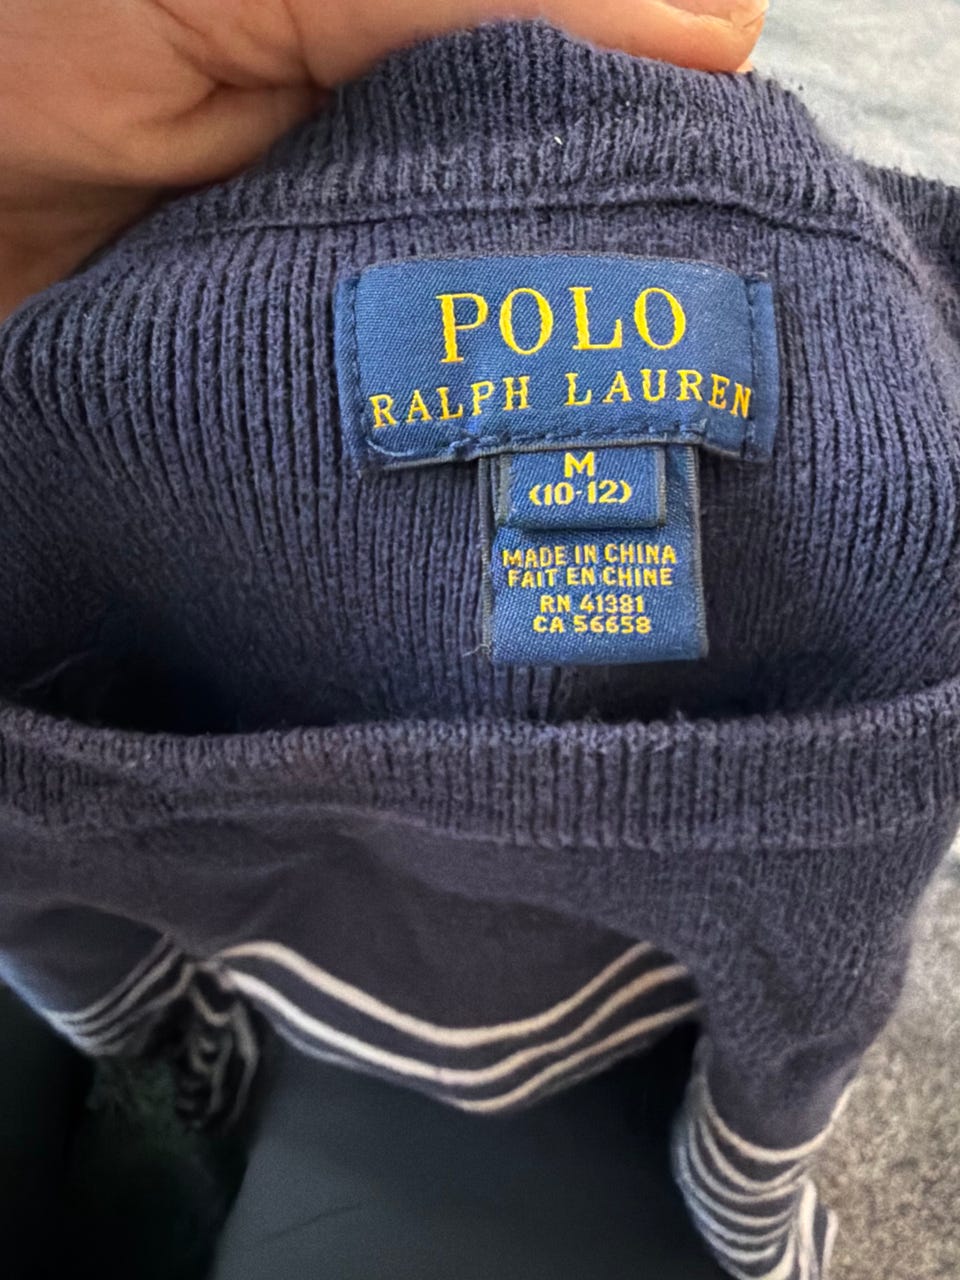 POLO
RALPH LAUREN
M
(10-12)
MADE IN CHINA
FAIT EN CHINE
RN 41381
CA 56658